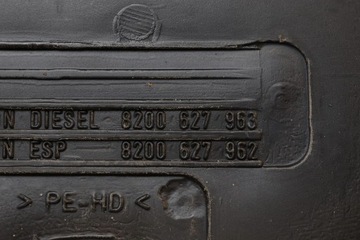 N DIESEL 8200 627 963
N ESP 8200 627 962
> PE-HD <